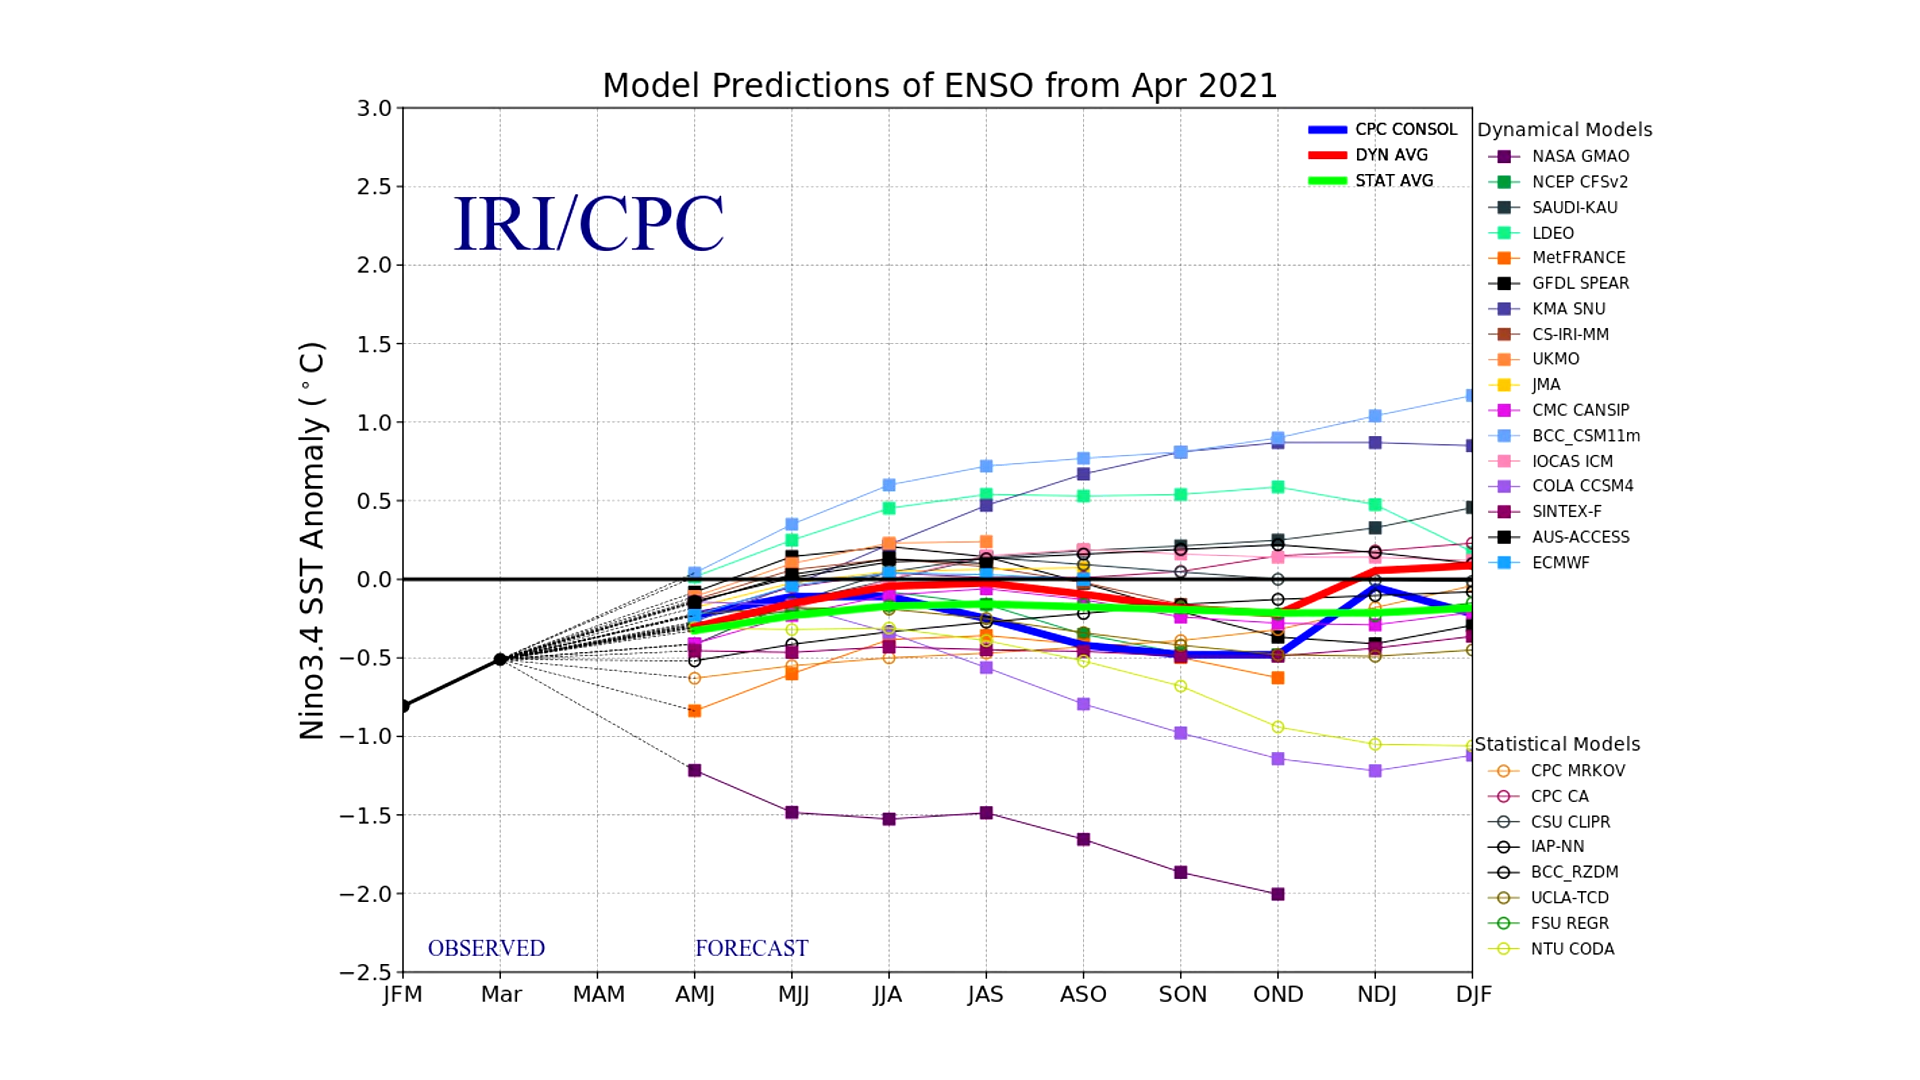 Model Predictions of ENSO from Apr 2021
IRI/CPC
Nino3.4 SST Anomaly (°C)
3.0
2.5
2.0
1.5
1.0
0.5
0.0
−0.5
−1.0
−1.5
−2.0
−2.5
CPC CONSOL
DYN AVG
STAT AVG
Dynamical Models
NASA GMAO
NCEP CFSv2
SAUDI-KAU
LDEO
MetFRANCE
GFDL SPEAR
KMA SNU
CS-IRI-MM
UKMO
JMA
CMC CANSIP
BCC_CSM11m
IOCAS ICM
COLA CCSM4
SINTEX-F
AUS-ACCESS
ECMWF
Statistical Models
CPC MRKOV
CPC CA
CSU CLIPR
IAP-NN
BCC_RZDM
UCLA-TCD
FSU REGR
NTU CODA
OBSERVED FORECAST
JFM Mar MAM AMJ MJJ JJA JAS ASO SON OND NDJ DJF